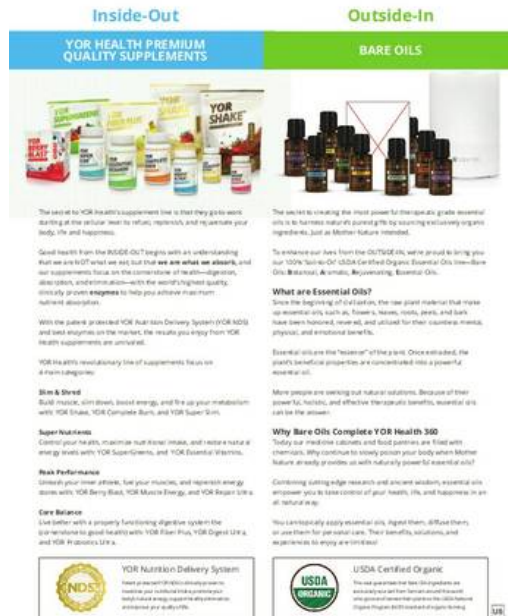 Inside-Out
YOR HEALTH PREMIUM
QUALITY SUPPLEMENTS
YOR
SUPERGREENS
YOR
FIBER PLUS
YOR
SHAKE
YOR
SHAKE
YOR
BERRY
BLAST
The secret to YOR Health's supplement line is that they go to work
starting at the cellular level to refuel, replenish, and rejuvenate your
body, life and happiness.
Good health from the INSIDE-OUT begins with an understanding
that we are NOT what we eat, but that we are what we absorb, and
our supplements focus on the cornerstone of health—digestion,
absorption, and elimination—with the world's highest quality,
clinically proven enzymes to help you achieve maximum
nutrient absorption.
With the patent protected YOR Nutrition Delivery System (YOR NDS)
and best enzymes on the market, the results you enjoy from YOR
Health supplements are unrivaled.
YOR Health's revolutionary line of supplements focus on
4 main categories:
Slim & Shred
Build muscle, slim down, boost energy, and fire up your metabolism
with YOR Shake, YOR Complete Burn, and YOR Super Slim.
Super Nutrients
Control your health, maximize nutritional intake, and restore natural
energy levels with YOR SuperGreens, and YOR Essential Vitamins.
Peak Performance
Unleash your inner athlete, fuel your muscles, and replenish energy
stores with YOR Berry Blast, YOR Muscle Energy, and YOR Repair Ultra.
Core Balance
Live better with a properly functioning digestive system (the
cornerstone to good health) with YOR Fiber Plus, YOR Digest Ultra,
and YOR Probiotics Ultra.
NDS
YOR Nutrition Delivery System
Outside-In
BARE OILS
The secret to creating the most powerful therapeutic grade essential
oils is to harness nature's purest gifts by sourcing exclusively organic
ingredients. Just as Mother Nature intended.
To enhance our lives from the OUTSIDE-IN, we're proud to bring you
our 100% "Soil-to-Oil" USDA Certified Organic Essential Oils line—Bare
Oils: Botanical, Aromatic, Rejuvenating, Essential Oils.
What are Essential Oils?
Since the beginning of civilization, the raw plant material that make
up essential oils such as, flowers, leaves, roots, peels, and bark
have been honored, revered, and utilized for their countless mental,
physical, and emotional benefits.
Essential oils are the "essence" of the plant. Once extracted, the
plant's beneficial properties are concentrated into a powerful
essential oil.
More people are seeking out natural solutions. Because of their
powerful, holistic, and effective therapeutic benefits, essential oils
can be the answer.
Why Bare Oils Complete YOR Health 360
Today our medicine cabinets and food pantries are filled with
chemicals. Why continue to slowly poison your body when Mother
Nature already provides us with naturally powerful essential oils?
Combining cutting edge research and ancient wisdom, essential oils
empower you to take control of your health, life, and happiness in an
all natural way.
You can topically apply essential oils, ingest them, diffuse them,
or use them for personal care. Their benefits, solutions, and
experiences to enjoy are limitless!
USDA
ORGANIC
USDA Certified Organic
US